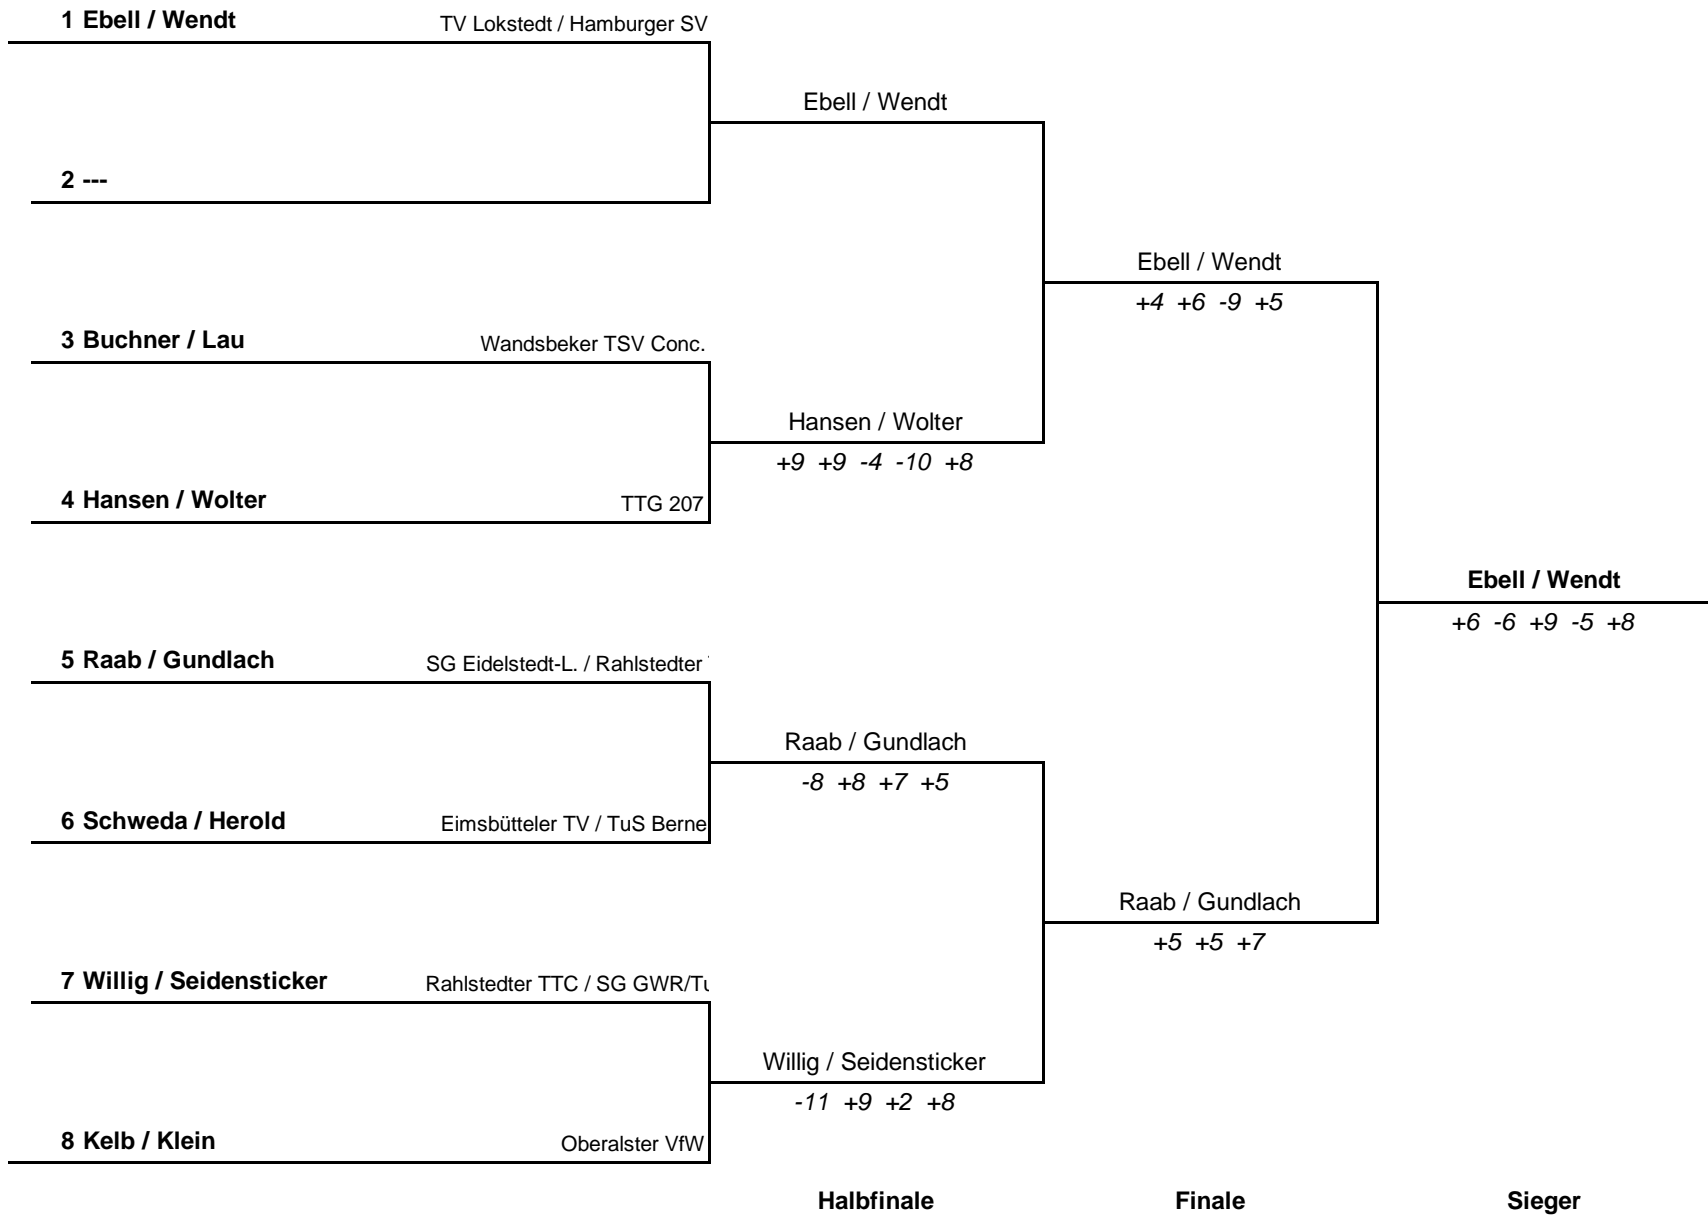 1 Ebell / Wendt TV Lokstedt / Hamburger SV
Ebell / Wendt
2 ---
Ebell / Wendt
+4 +6 -9 +5
3 Buchner / Lau Wandsbeker TSV Conc.
Hansen / Wolter
+9 +9 -4 -10 +8
4 Hansen / Wolter TTG 207
Ebell / Wendt
+6 -6 +9 -5 +8
5 Raab / Gundlach SG Eidelstedt-L. / Rahlstedter
Raab / Gundlach
-8 +8 +7 +5
6 Schweda / Herold Eimsbütteler TV / TuS Berne
Raab / Gundlach
+5 +5 +7
7 Willig / Seidensticker Rahlstedter TTC / SG GWR/Tu
Willig / Seidensticker
-11 +9 +2 +8
8 Kelb / Klein Oberalster VfW
Halbfinale Finale Sieger